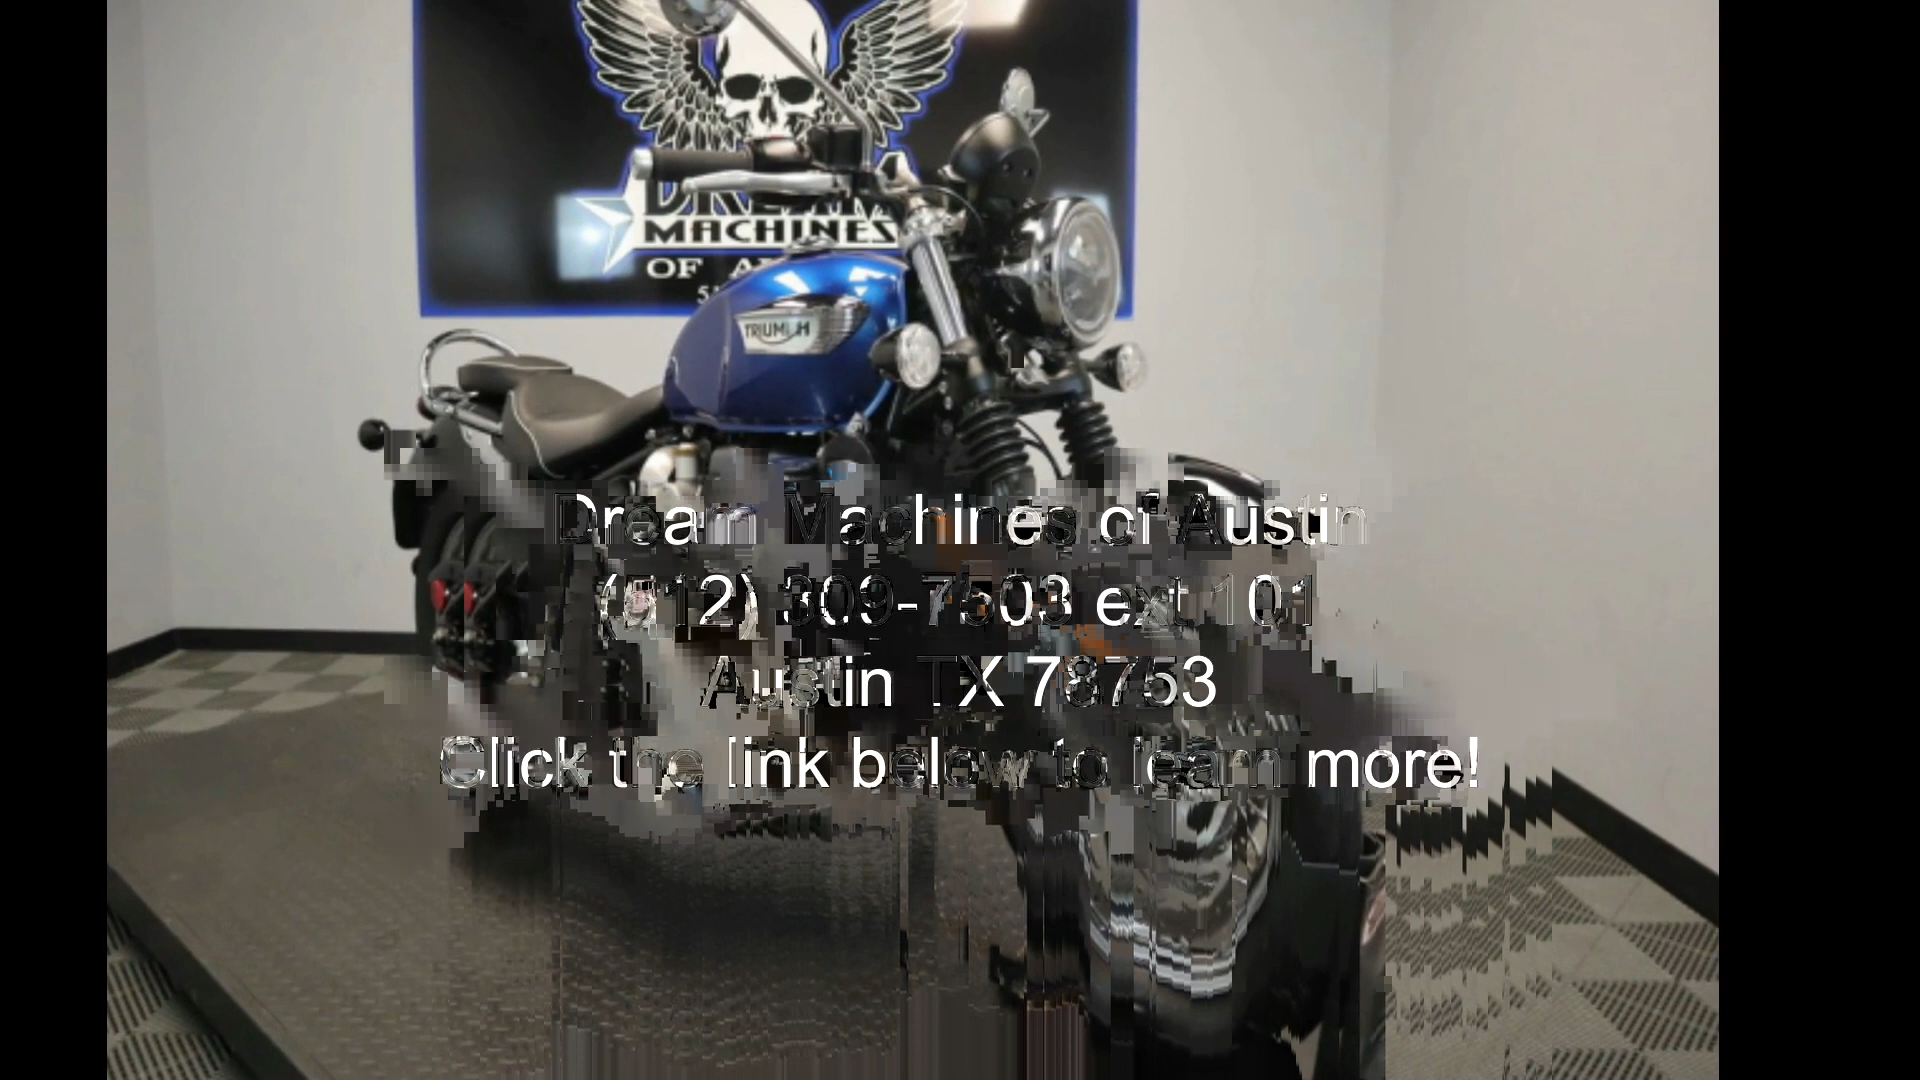 MACHINES
OF
TRIUMPH
Dream Machines of Austin
(512) 309-7503 ext 101
Austin TX 78753
Click the link below to learn more!